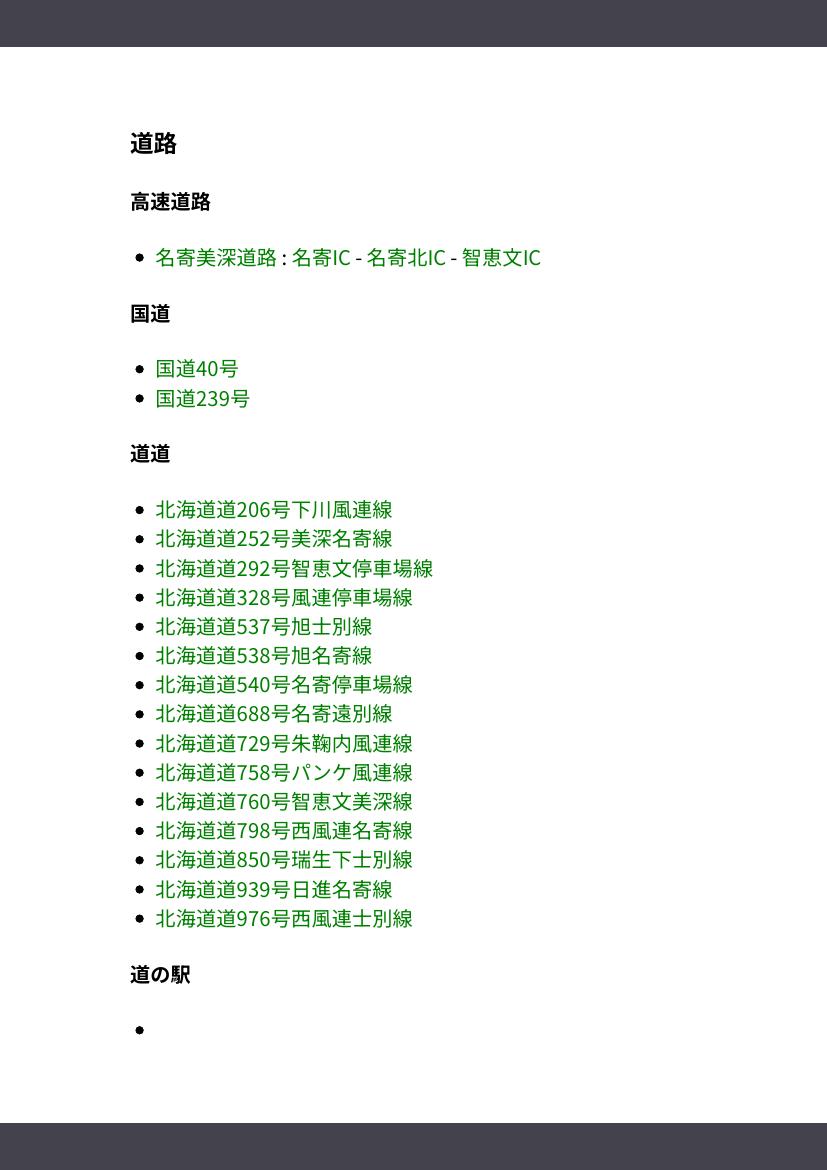 道路
高速道路
名寄美深道路 : 名寄IC - 名寄北IC - 智恵文IC
国道
国道40号
国道239号
道道
北海道道206号下川風連線
北海道道252号美深名寄線
北海道道292号智恵文停車場線
北海道道328号風連停車場線
北海道道537号旭士別線
北海道道538号旭名寄線
北海道道540号名寄停車場線
北海道道688号名寄遠別線
北海道道729号朱鞠内風連線
北海道道758号パンケ風連線
北海道道760号智恵文美深線
北海道道798号西風連名寄線
北海道道850号瑞生下士別線
北海道道939号日進名寄線
北海道道976号西風連士別線
道の駅